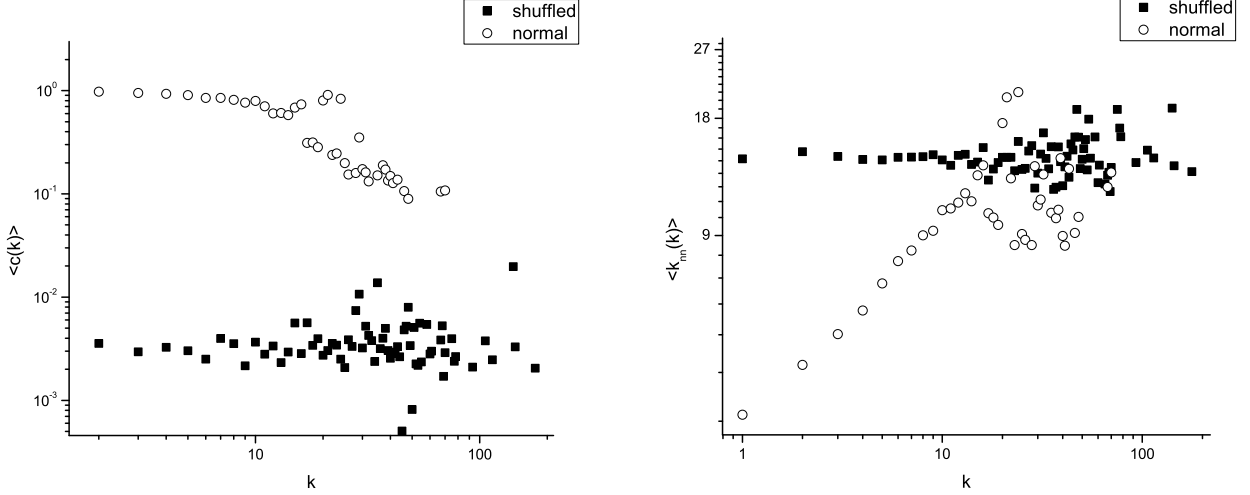 shuffled
normal
10^0
10^-1
10^-2
10^-3
<c(k)>
10
100
k
shuffled
normal
27
18
9
<k_nn(k)>
1
10
100
k